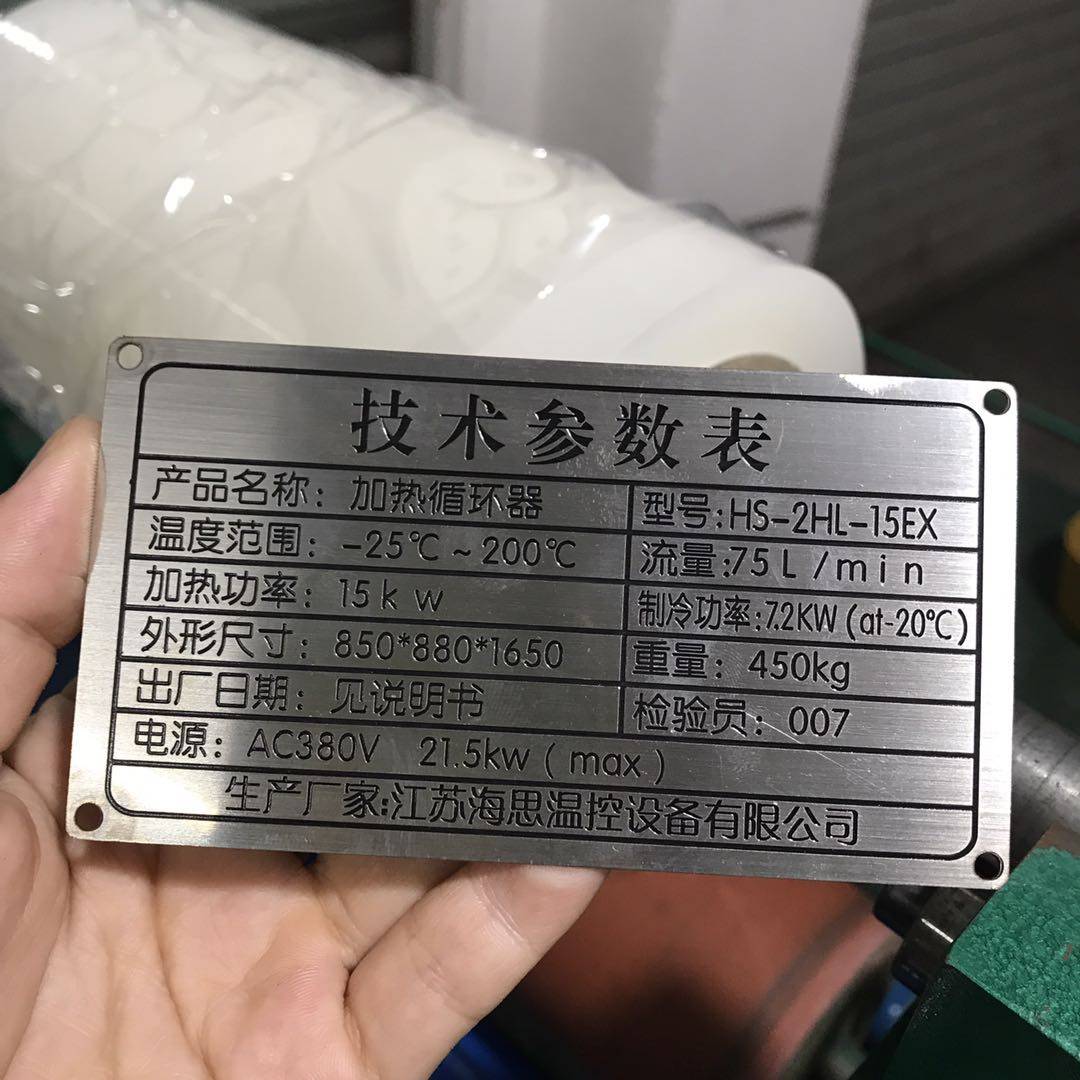 技术参数表
产品名称: 加热循环器 型号:HS-2HL-15EX
温度范围: -25℃~200℃ 流量:75L/min
加热功率: 15kw 制冷功率:7.2KW(at-20℃)
外形尺寸: 850*880*1650 重量: 450kg
出厂日期: 见说明书 检验员: 007
电源: AC380V 21.5kw(max)
生产厂家:江苏海思温控设备有限公司